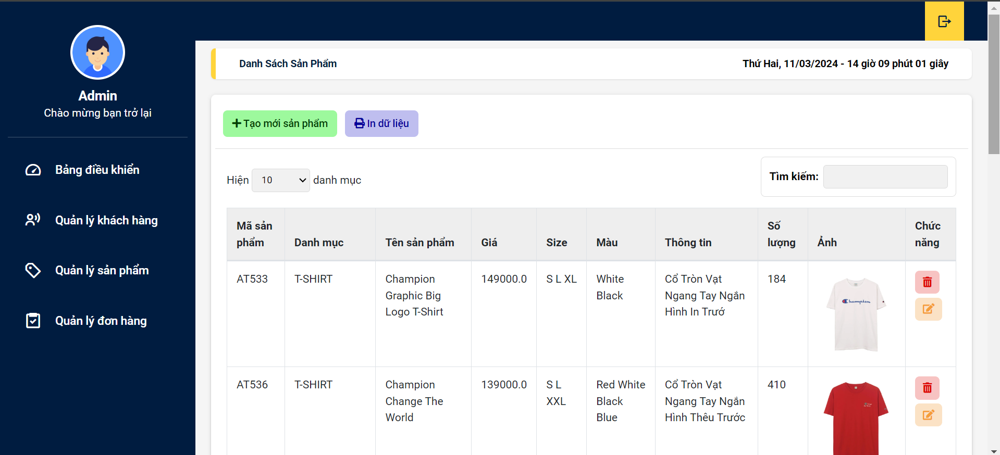 Admin
Chào mừng bạn trở lại
Bảng điều khiển
Quản lý khách hàng
Quản lý sản phẩm
Quản lý đơn hàng
Danh Sách Sản Phẩm
Thứ Hai, 11/03/2024 - 14 giờ 09 phút 01 giây
Tạo mới sản phẩm
In dữ liệu
Hiện 10 danh mục
Tìm kiếm:
Mã sản
phẩm
Danh mục
Tên sản phẩm
Giá
Size
Màu
Thông tin
Số
lượng
Ảnh
Chức
năng
AT533
T-SHIRT
Champion
Graphic Big
Logo T-Shirt
149000.0
S L XL
White
Black
Cổ Tròn Vạt
Ngang Tay Ngắn
Hình In Trướ
184
Champion
AT536
T-SHIRT
Champion
Change The
World
139000.0
S L
XXL
Red White
Black
Blue
Cổ Tròn Vạt
Ngang Tay Ngắn
Hình Thêu Trước
410